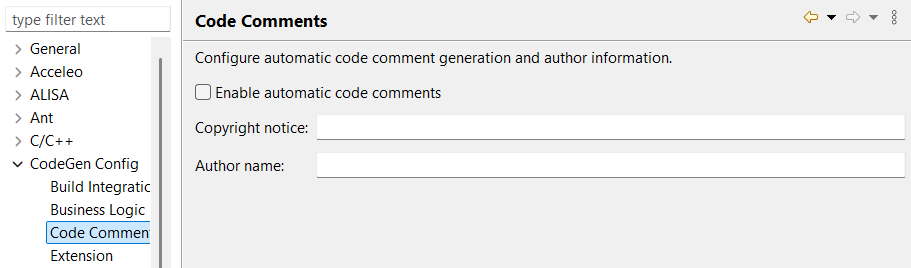 type filter text
General
Acceleo
ALISA
Ant
C/C++
CodeGen Config
Build Integratic
Business Logic
Code Commen
Extension
Code Comments
Configure automatic code comment generation and author information.
Enable automatic code comments
Copyright notice:
Author name: